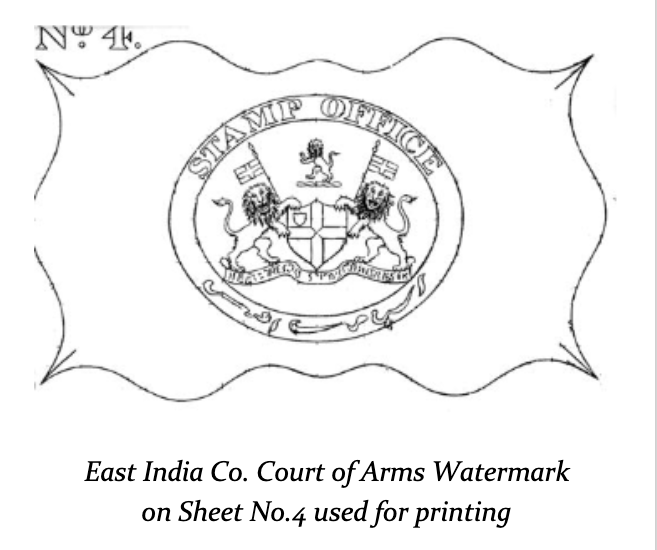 Nº 4.
STAMP OFFICE
East India Co. Court of Arms Watermark
on Sheet No.4 used for printing